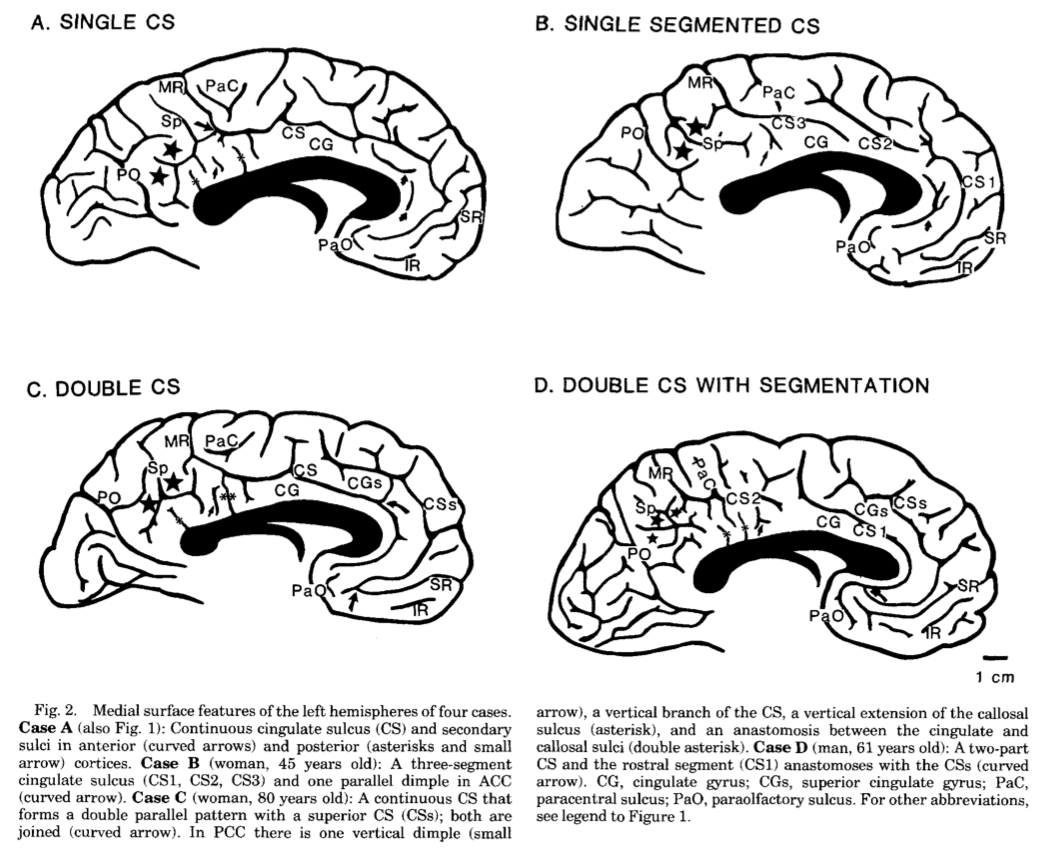 A. SINGLE CS
MR
PaC
Sp
CS
CG
PO
SR
PaO
IR
B. SINGLE SEGMENTED CS
MR
PaC
PO
CS3
Sp
CG
CS2
CS1
SR
PaO
IR
C. DOUBLE CS
MR
PaC
Sp
CS
CGs
CG
PO
CSs
PaO
SR
IR
**
D. DOUBLE CS WITH SEGMENTATION
MR
PaC
CS2
Sp
CGs
CSs
CG
CS1
PO
SR
PaO
IR
1 cm
Fig. 2. Medial surface features of the left hemispheres of four cases.
Case A (also Fig. 1): Continuous cingulate sulcus (CS) and secondary
sulci in anterior (curved arrows) and posterior (asterisks and small
arrow) cortices. Case B (woman, 45 years old): A three-segment
cingulate sulcus (CS1, CS2, CS3) and one parallel dimple in ACC
(curved arrow). Case C (woman, 80 years old): A continuous CS that
forms a double parallel pattern with a superior CS (CSs); both are
joined (curved arrow). In PCC there is one vertical dimple (small
arrow), a vertical branch of the CS, a vertical extension of the callosal
sulcus (asterisk), and an anastomosis between the cingulate and
callosal sulci (double asterisk). Case D (man, 61 years old): A two-part
CS and the rostral segment (CS1) anastomoses with the CSs (curved
arrow). CG, cingulate gyrus; CGs, superior cingulate gyrus; PaC,
paracentral sulcus; PaO, paraolfactory sulcus. For other abbreviations,
see legend to Figure 1.